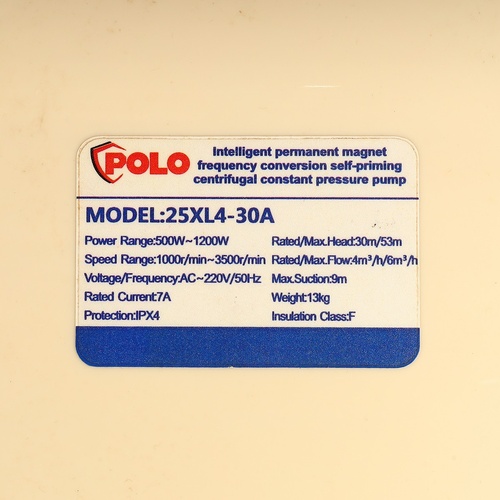 POLO
Intelligent permanent magnet
frequency conversion self-priming
centrifugal constant pressure pump
MODEL:25XL4-30A
Power Range:500W~1200W
Rated/Max.Head:30m/53m
Speed Range:1000r/min~3500r/min
Rated/Max.Flow:4m³/h/6m³/h
Voltage/Frequency:AC~220V/50Hz
Max.Suction:9m
Rated Current:7A
Weight:13kg
Protection:IPX4
Insulation Class:F